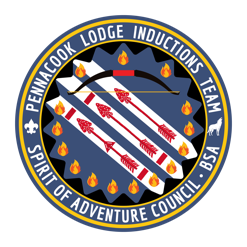 PENNACOOK LODGE INDUCTIONS TEAM
SPIRIT OF ADVENTURE COUNCIL • BSA